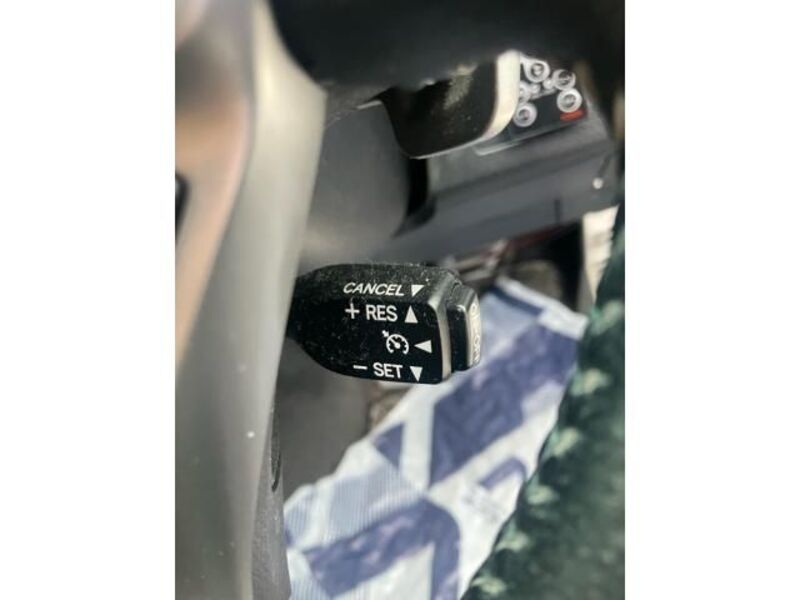 CANCEL ▼
+ RES ▲
◀
− SET ▼